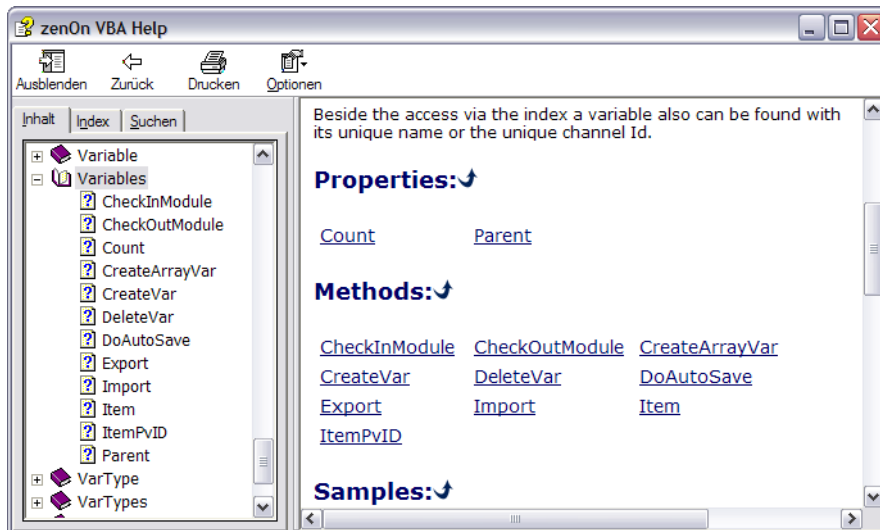 zenOn VBA Help
Ausblenden Zurück Drucken Optionen
Inhalt Index Suchen
Variable
Variables
CheckInModule
CheckOutModule
Count
CreateArrayVar
CreateVar
DeleteVar
DoAutoSave
Export
Import
Item
ItemPvID
Parent
VarType
VarTypes
Beside the access via the index a variable also can be found with
its unique name or the unique channel Id.
Properties:
Count Parent
Methods:
CheckInModule CheckOutModule CreateArrayVar
CreateVar DeleteVar DoAutoSave
Export Import Item
ItemPvID
Samples: